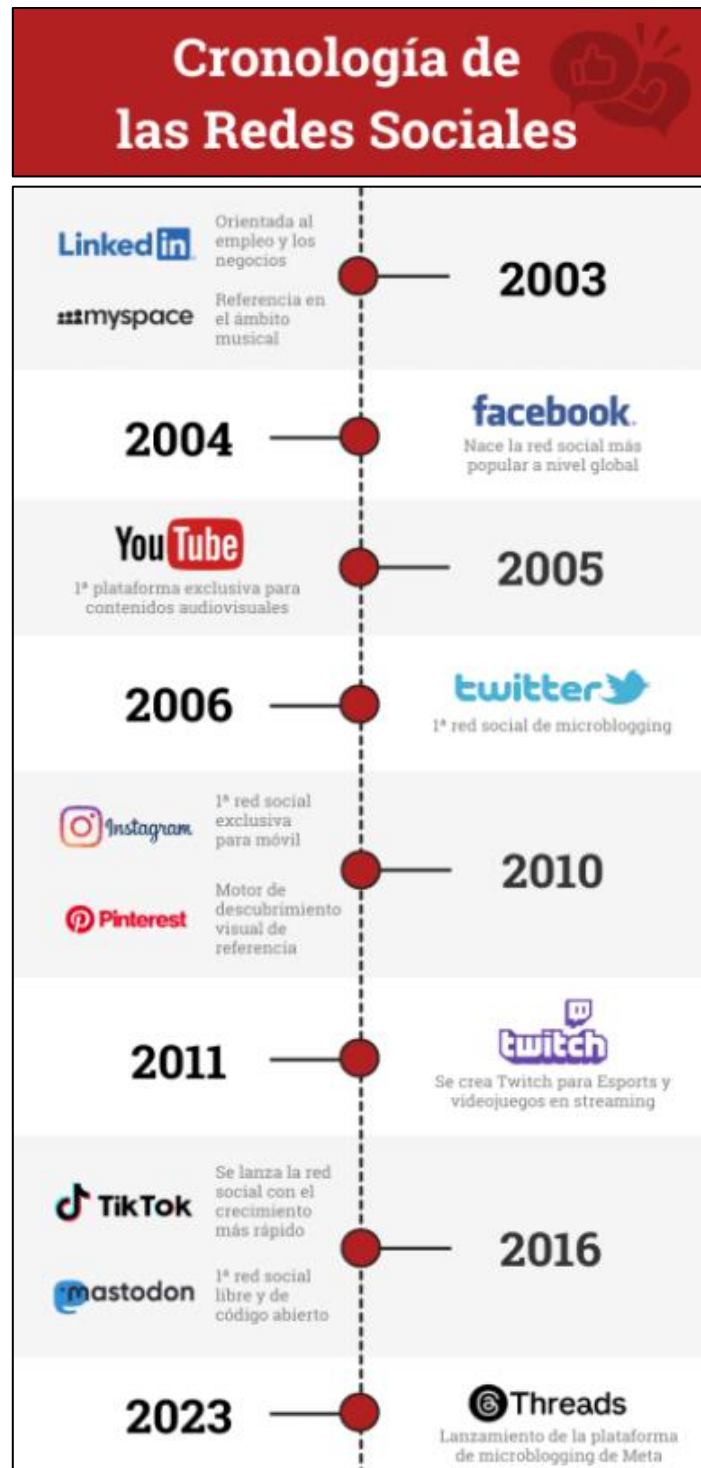 Cronología de
las Redes Sociales
Linked in
Orientada al
empleo y los
negocios
2003
myspace
Referencia en
el ámbito
musical
facebook.
2004
Nace la red social más
popular a nivel global
YouTube
2005
1ª plataforma exclusiva para
contenidos audiovisuales
twitter
2006
1ª red social de microblogging
Instagram
1ª red social
exclusiva
para móvil
2010
Pinterest
Motor de
descubrimiento
visual de
referencia
twitch
2011
Se crea Twitch para Esports y
videojuegos en streaming
TikTok
Se lanza la red
social con el
crecimiento
más rápido
2016
mastodon
1ª red social
libre y de
código abierto
Threads
2023
Lanzamiento de la plataforma
de microblogging de Meta